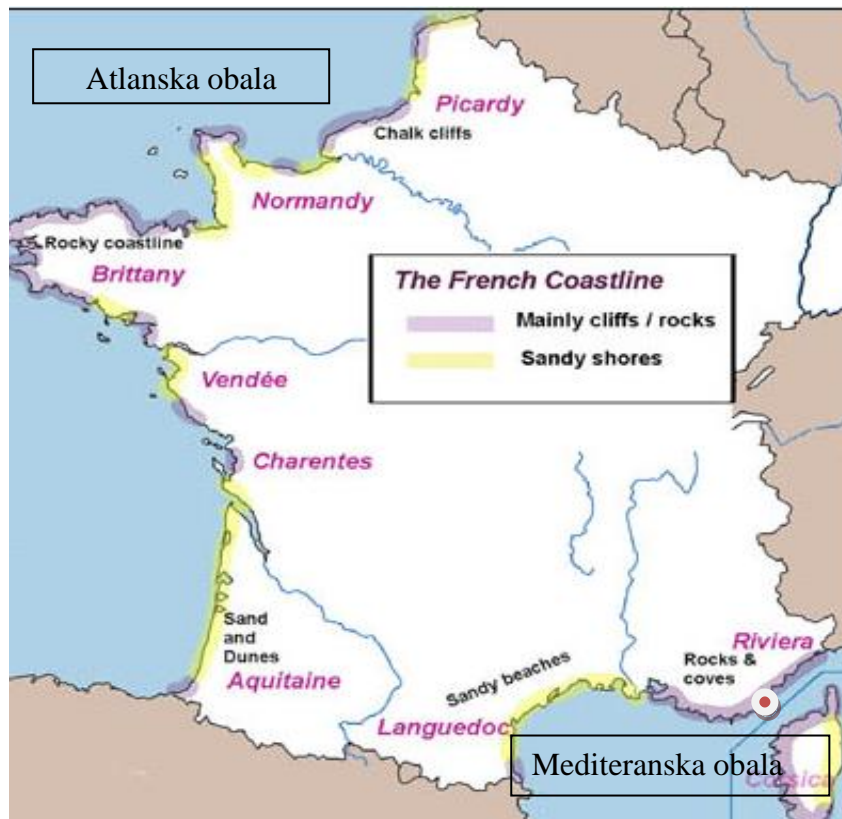 Atlanska obala
Picardy
Chalk cliffs
Normandy
Rocky coastline
Brittany
The French Coastline
Mainly cliffs / rocks
Sandy shores
Vendée
Charentes
Sand
and
Dunes
Aquitaine
Sandy beaches
Languedoc
Riviera
Rocks &
coves
Mediteranska obala
Corsica